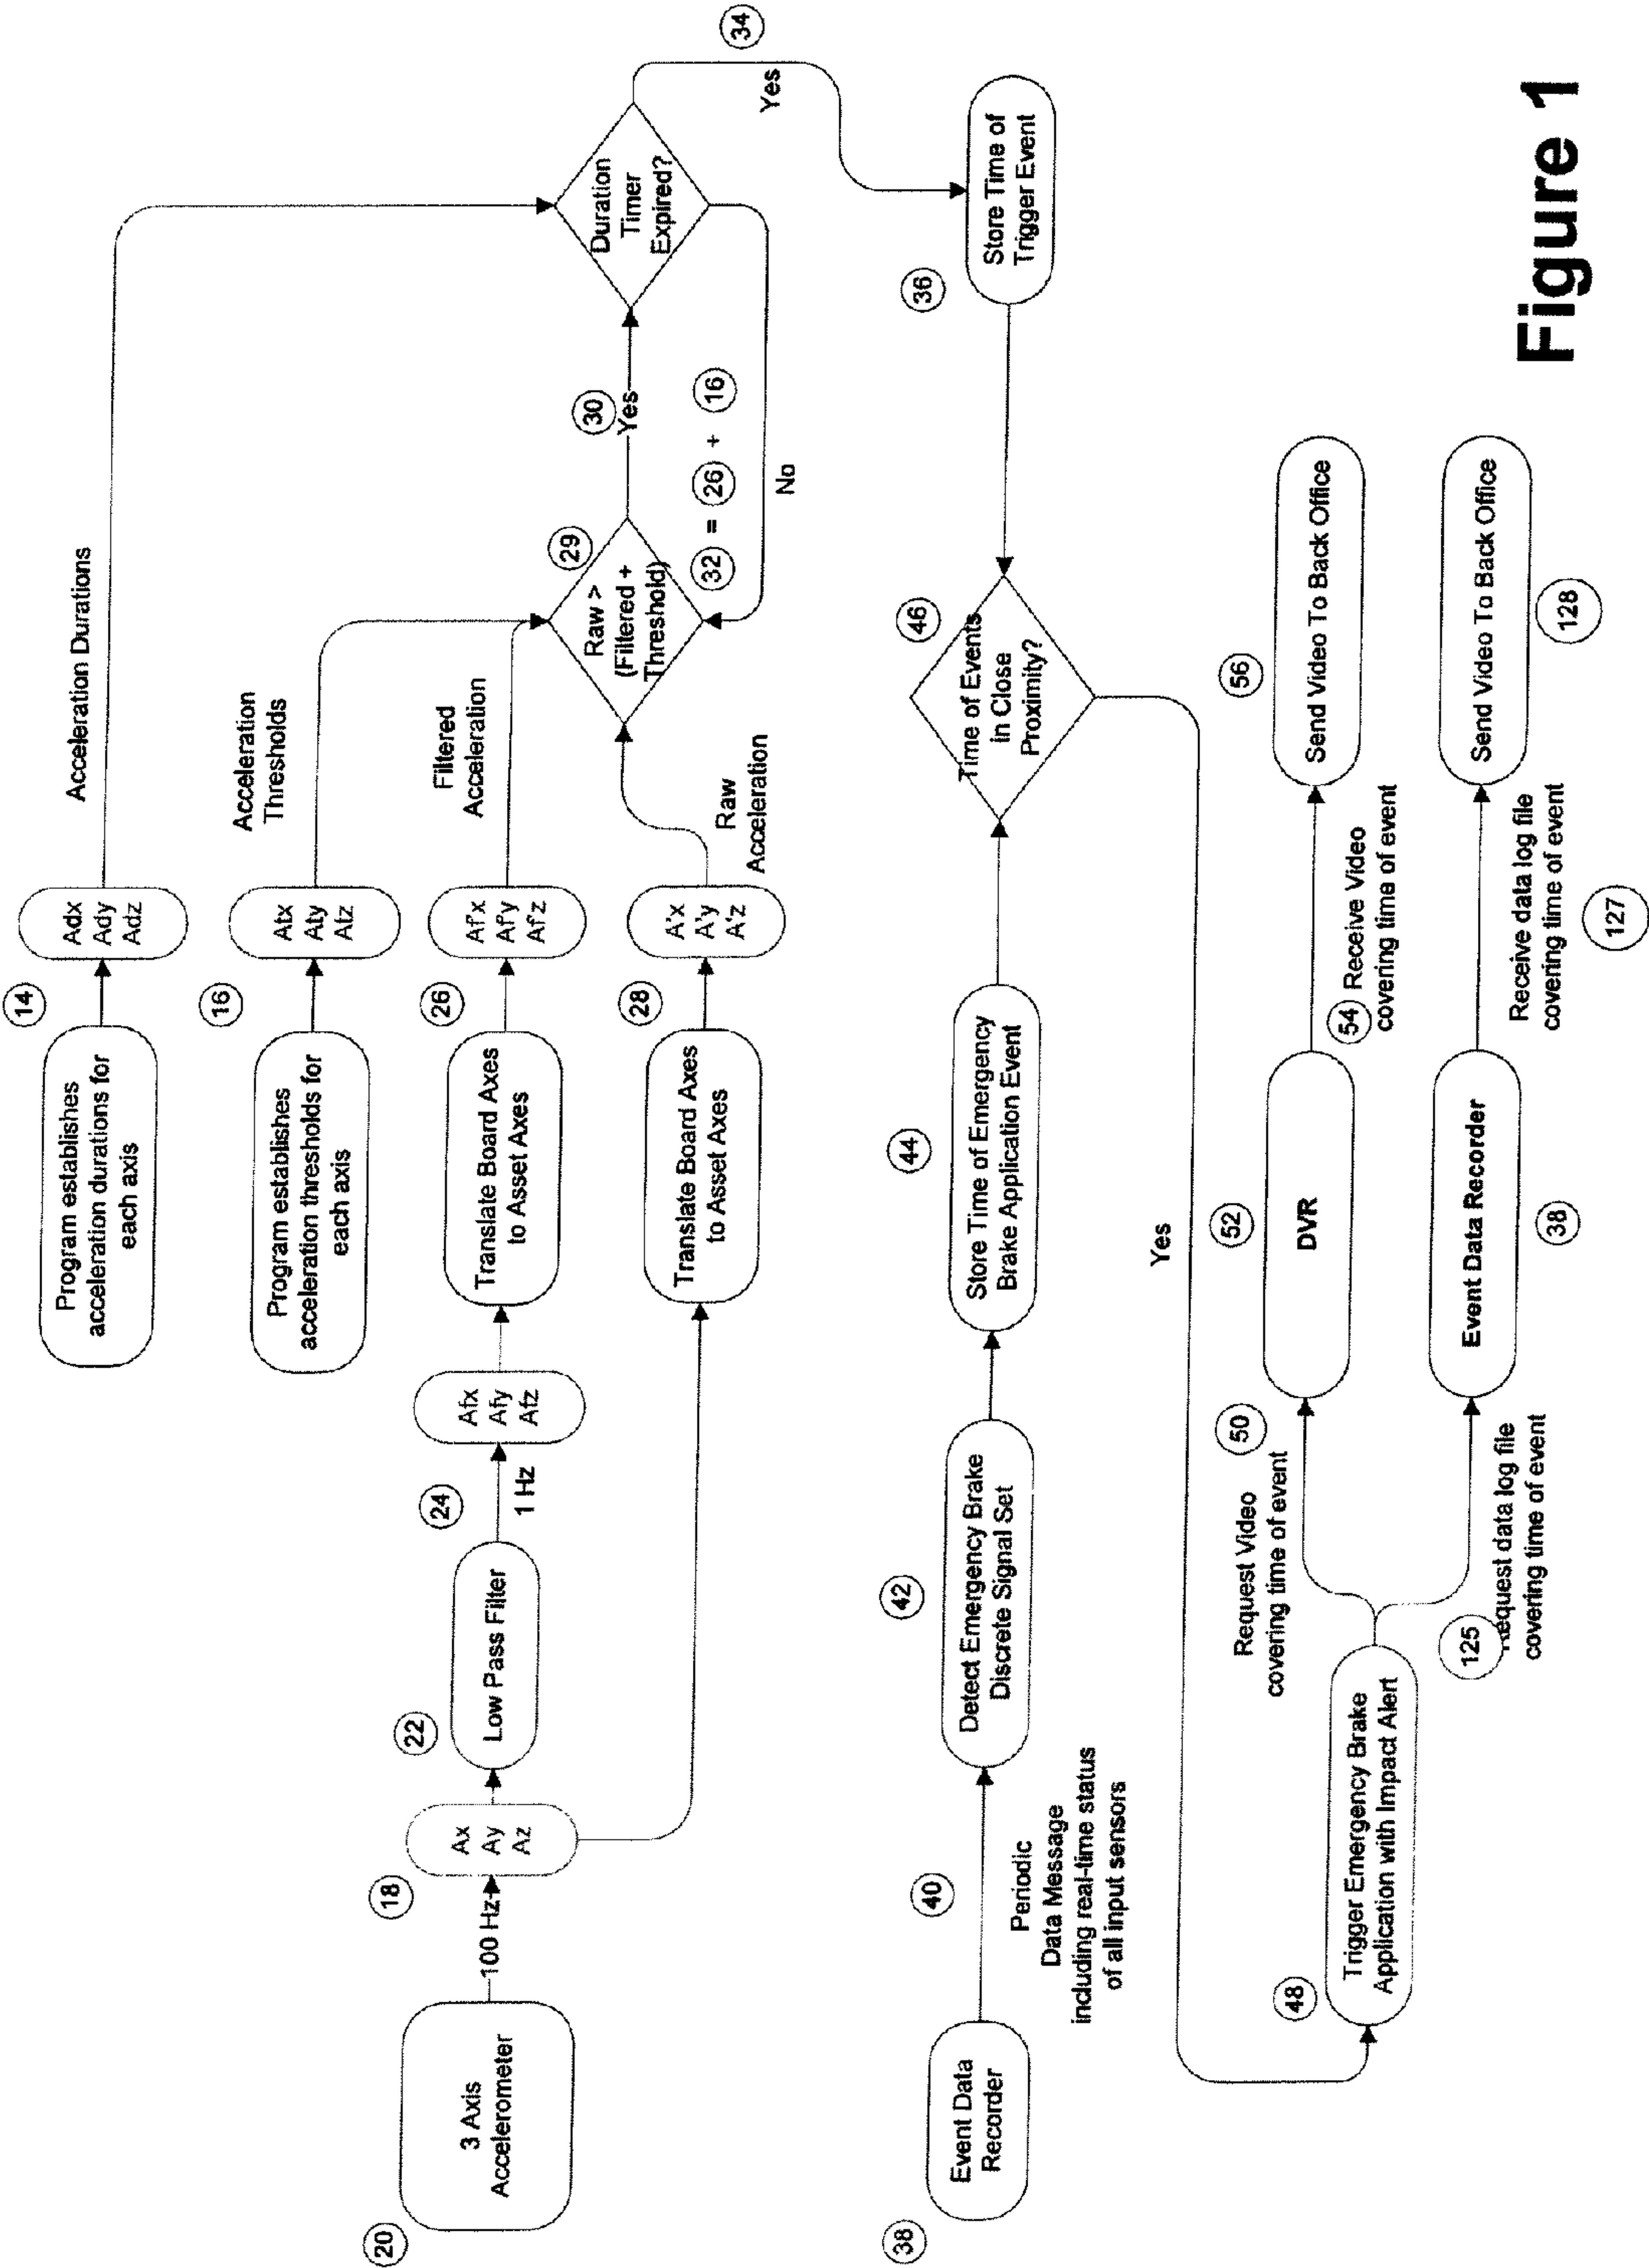 14
Program establishes
acceleration durations for
each axis
Adx
Ady
Adz
Acceleration Durations
16
Program establishes
acceleration thresholds for
each axis
Atx
Aty
Atz
Acceleration
Thresholds
20
3 Axis
Accelerometer
100 Hz
18
Ax
Ay
Az
22
Low Pass Filter
24
1 Hz
Afx
Afy
Afz
Translate Board Axes
to Asset Axes
26
Af'x
Af'y
Af'z
Filtered
Acceleration
Translate Board Axes
to Asset Axes
28
A'x
A'y
A'z
Raw
Acceleration
29
Raw >
(Filtered +
Threshold)
30
Yes
32 = 26 + 16
No
Duration
Timer
Expired?
34
Yes
36
Store Time of
Trigger Event
38
Event Data
Recorder
40
Periodic
Data Message
including real-time status
of all input sensors
42
Detect Emergency Brake
Discrete Signal Set
44
Store Time of Emergency
Brake Application Event
46
Time of Events
in Close
Proximity?
Yes
48
Trigger Emergency Brake
Application with Impact Alert
50
Request Video
covering time of event
52
DVR
54 Receive Video
covering time of event
56
Send Video To Back Office
125
equest data log file
covering time of event
Event Data Recorder
38
Receive data log file
covering time of event
127
Send Video To Back Office
128
Figure 1